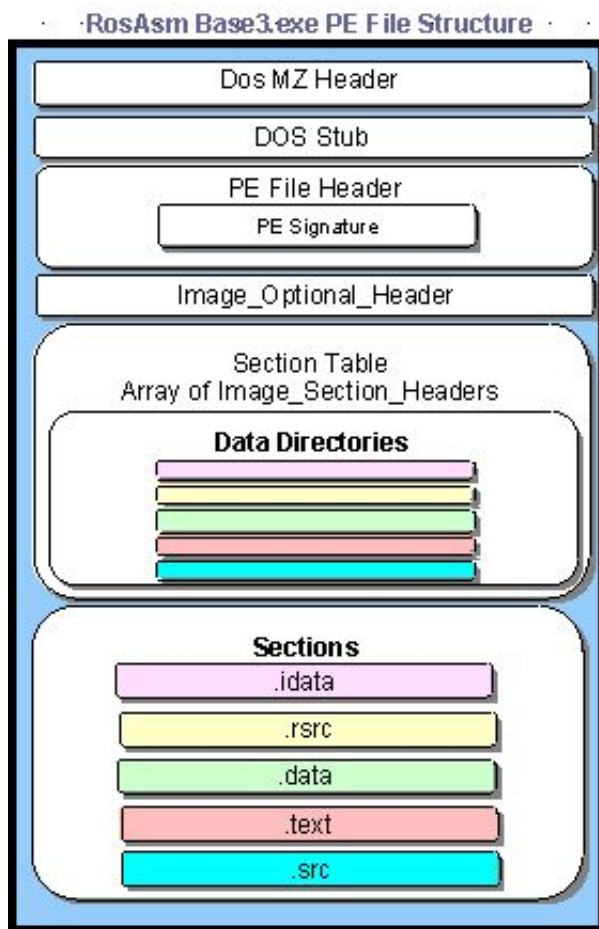 RosAsm Base3.exe PE File Structure
Dos MZ Header
DOS Stub
PE File Header
PE Signature
Image_Optional_Header
Section Table
Array of Image_Section_Headers
Data Directories
Sections
.idata
.rsrc
.data
.text
.src